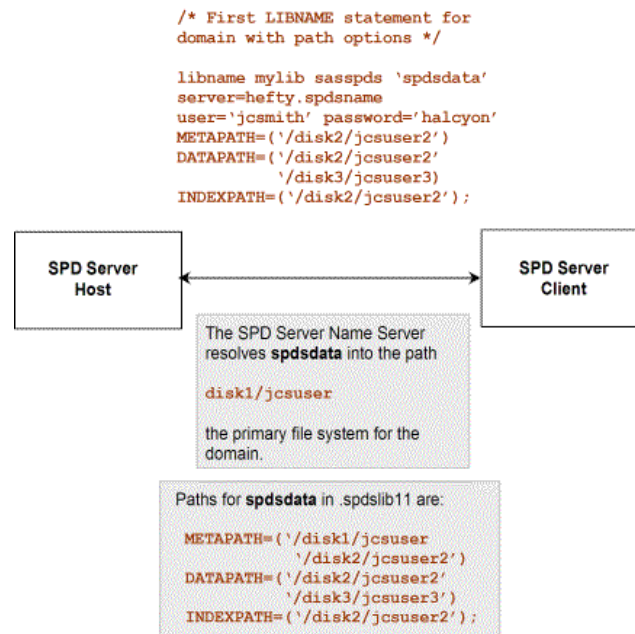 /* First LIBNAME statement for
domain with path options */
libname mylib sasspds ‘spdsdata’
server=hefty.spdsname
user=‘jcsmith’ password=’halcyon’
METAPATH=(‘/disk2/jcsuser2’)
DATAPATH=(‘/disk2/jcsuser2’
‘/disk3/jcsuser3)
INDEXPATH=(‘/disk2/jcsuser2’);
SPD Server
Host
SPD Server
Client
The SPD Server Name Server
resolves spdsdata into the path
disk1/jcsuser
the primary file system for the
domain.
Paths for spdsdata in .spdslib11 are:
METAPATH=(‘/disk1/jcsuser
‘/disk2/jcsuser2’)
DATAPATH=(‘/disk2/jcsuser2’
‘/disk3/jcsuser3’)
INDEXPATH=(‘/disk2/jcsuser2’);